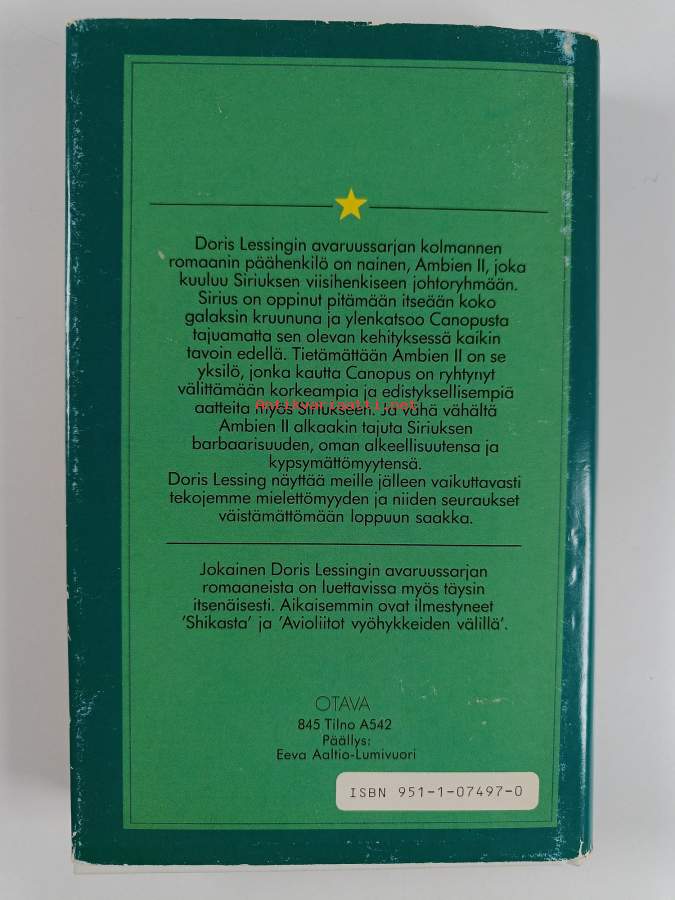 Doris Lessingin avaruussarjan kolmannen
romaanin päähenkilö on nainen, Ambien II, joka
kuuluu Siriuksen viisihenkiseen johtoryhmään.
Sirius on oppinut pitämään itseään koko
galaksin kruununa ja ylenkatsoo Canopusta
tajuamatta sen olevan kehityksessä kaikin
tavoin edellä. Tietämättään Ambien II on se
yksilö, jonka kautta Canopus on ryhtynyt
välittämään korkeampia ja edistyksellisempiä
aatteita myös Siriukseen. Ja vähä vähältä
Antikvariaatti.net
Ambien II alkaakin tajuta Siriuksen
barbaarisuuden, oman alkeellisuutensa ja
kypsymättömyytensä.
Doris Lessing näyttää meille jälleen vaikuttavasti
tekojemme mielettömyyden ja niiden seuraukset
väistämättömään loppuun saakka.
Jokainen Doris Lessingin avaruussarjan
romaaneista on luettavissa myös täysin
itsenäisesti. Aikaisemmin ovat ilmestyneet
'Shikasta' ja 'Avioliitot vyöhykkeiden välillä'.
OTAVA
845 Tilno A542
Päällys:
Eeva Aaltio-Lumivuori
ISBN 951-1-07497-0